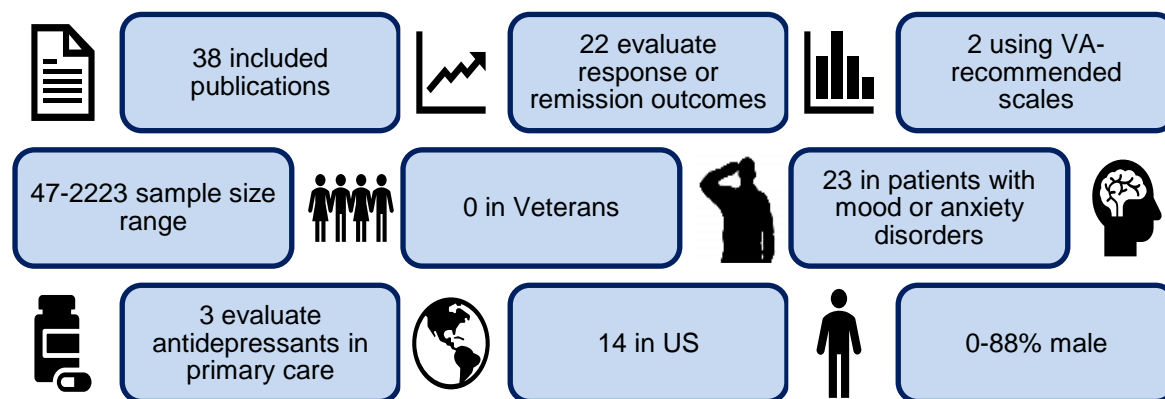 38 included
publications
22 evaluate
response or
remission outcomes
2 using VA-
recommended
scales
47-2223 sample size
range
0 in Veterans
23 in patients with
mood or anxiety
disorders
3 evaluate
antidepressants in
primary care
14 in US
0-88% male